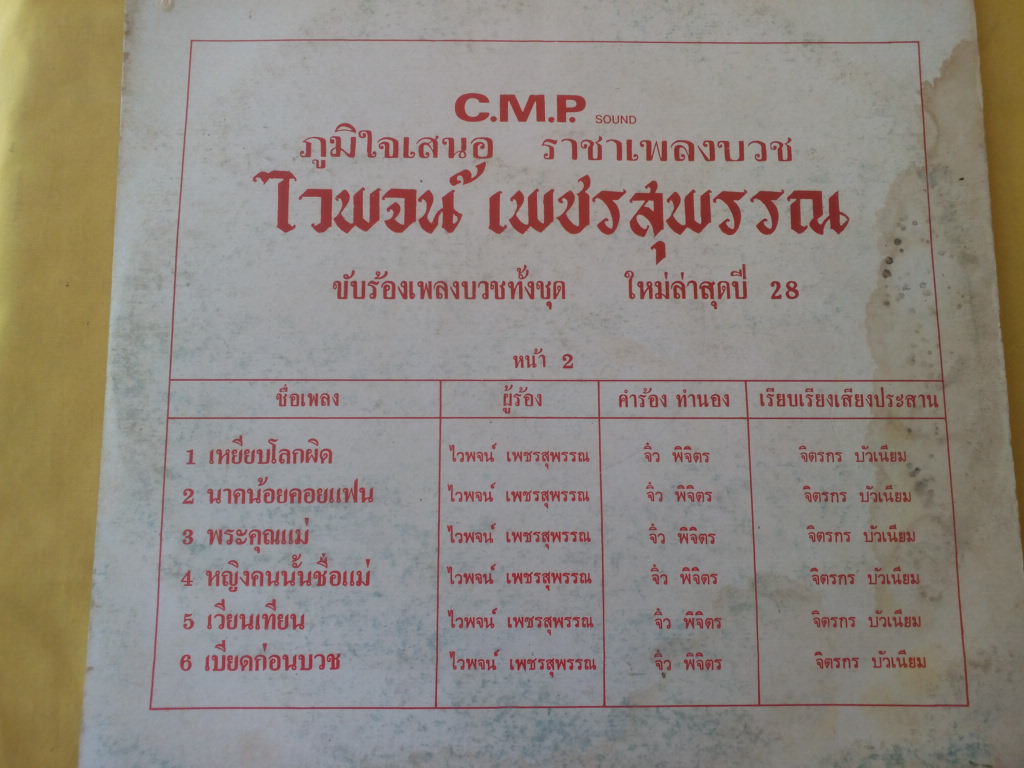 C.M.P. SOUND
ภูมิใจเสนอ ราชาเพลงบวช
ไวพจน์ เพชรสุพรรณ
ขับร้องเพลงบวชทั้งชุด ใหม่ล่าสุดปี 28
หน้า 2
ชื่อเพลง ผู้ร้อง คำร้อง ทำนอง เรียบเรียงเสียงประสาน
1 เหยียบโลกผิด ไวพจน์ เพชรสุพรรณ จิ๋ว พิจิตร จิตรกร บัวเนียม
2 นาคน้อยคอยแฟน ไวพจน์ เพชรสุพรรณ จิ๋ว พิจิตร จิตรกร บัวเนียม
3 พระคุณแม่ ไวพจน์ เพชรสุพรรณ จิ๋ว พิจิตร จิตรกร บัวเนียม
4 หญิงคนนั้นชื่อแม่ ไวพจน์ เพชรสุพรรณ จิ๋ว พิจิตร จิตรกร บัวเนียม
5 เวียนเทียน ไวพจน์ เพชรสุพรรณ จิ๋ว พิจิตร จิตรกร บัวเนียม
6 เบียดก่อนบวช ไวพจน์ เพชรสุพรรณ จิ๋ว พิจิตร จิตรกร บัวเนียม